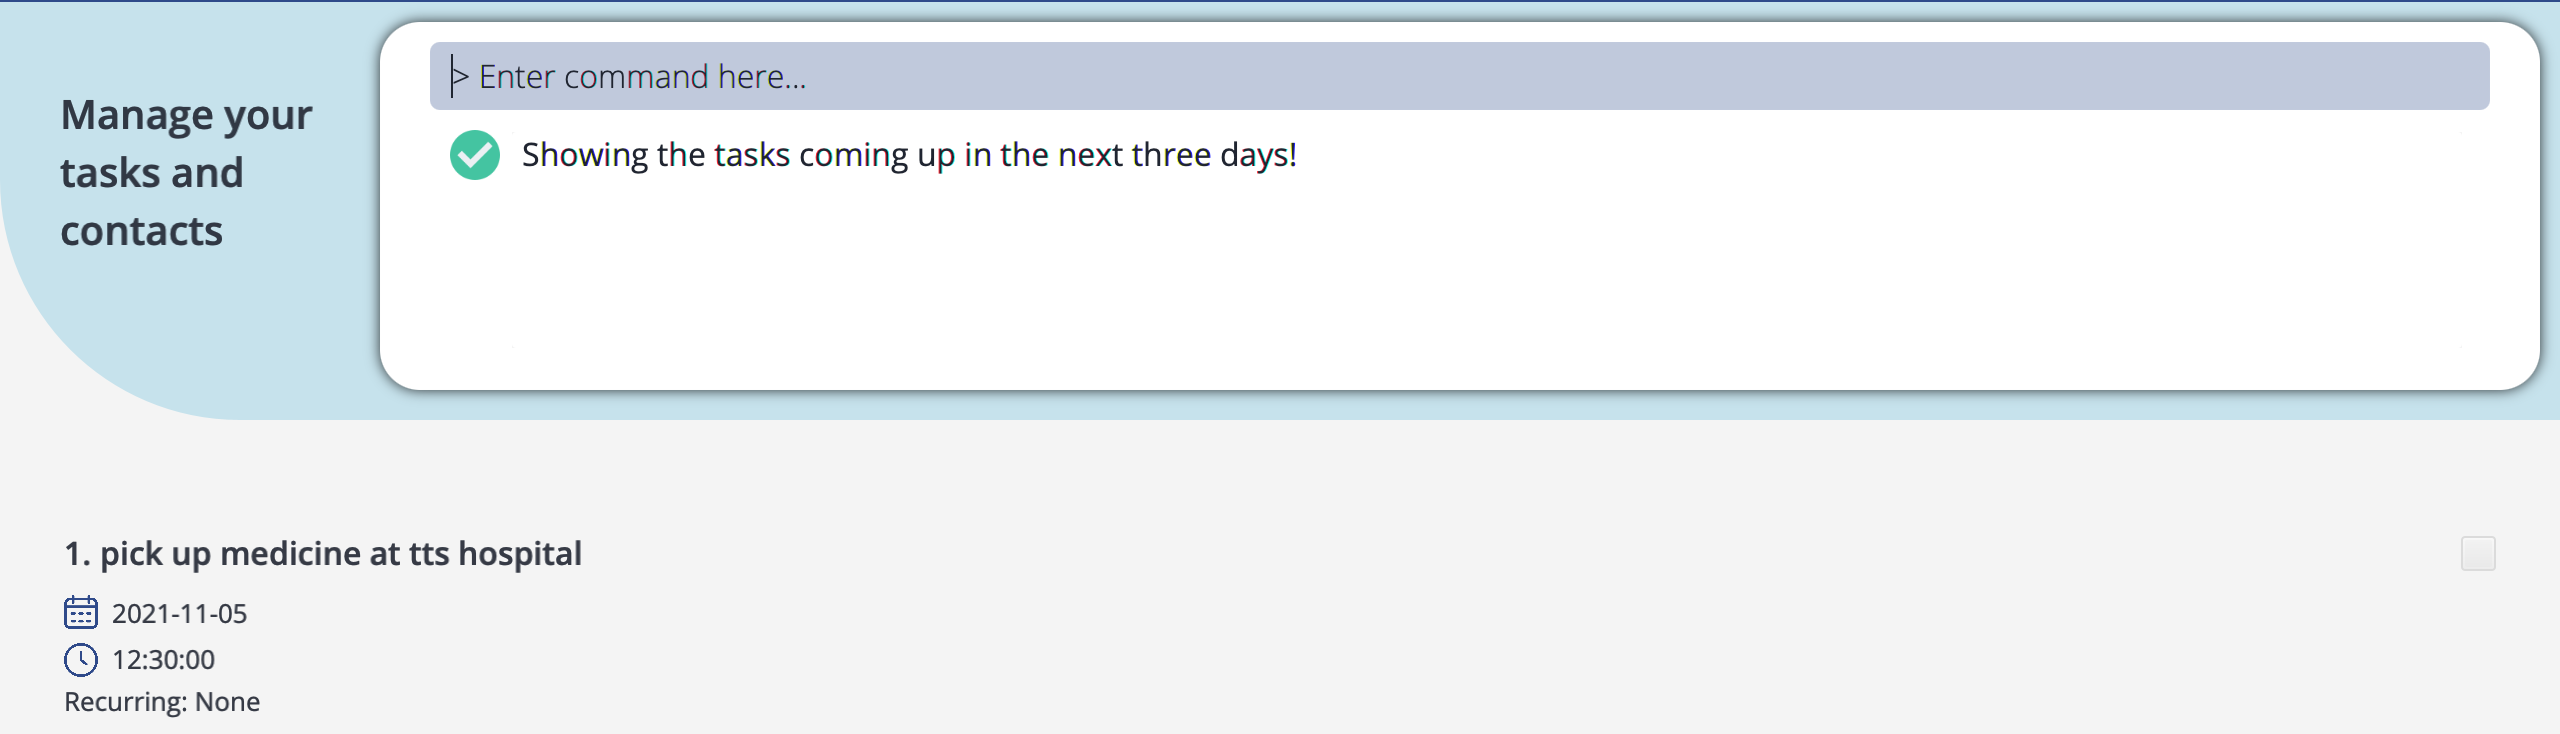 Manage your
tasks and
contacts
> Enter command here...
Showing the tasks coming up in the next three days!
1. pick up medicine at tts hospital
2021-11-05
12:30:00
Recurring: None